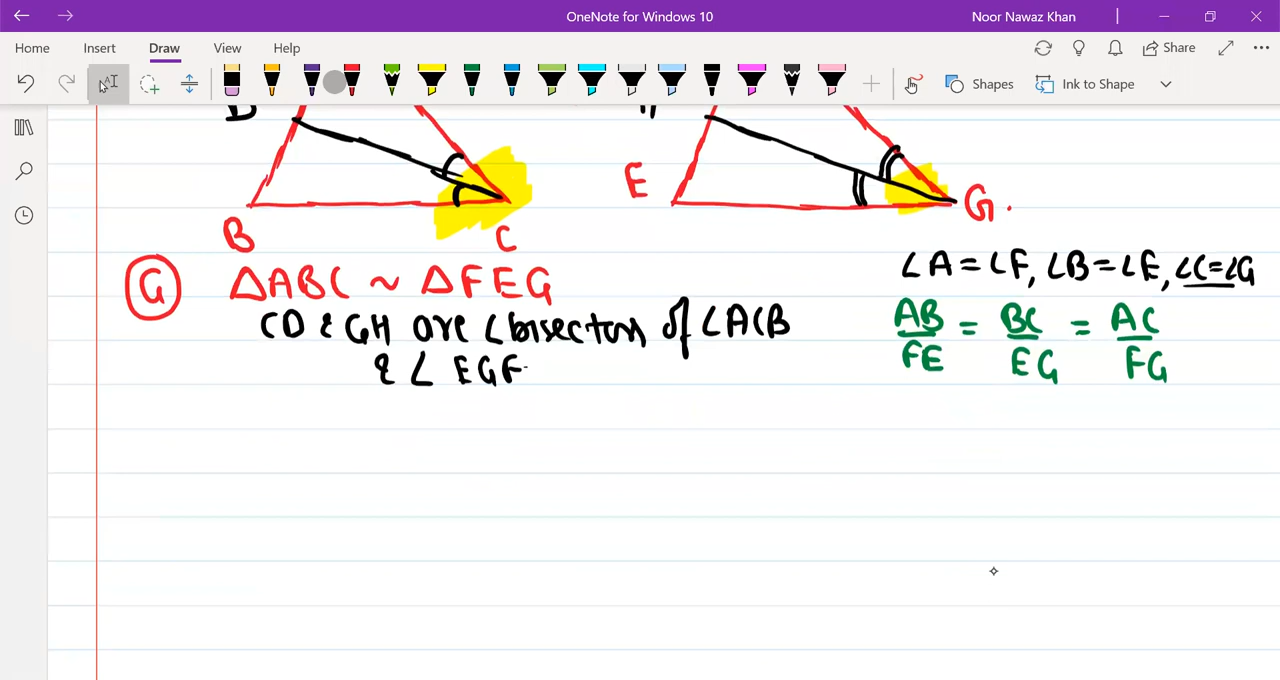 OneNote for Windows 10
Noor Nawaz Khan
Home Insert Draw View Help
Share
Shapes
Ink to Shape
D H
E
G.
B
C
G ΔABC ~ ΔFEG
CD & GH are ∠bisectors of ∠ACB
& ∠EGF
∠A=∠F, ∠B=∠E, ∠C=∠G
AB/FE = BC/EG = AC/FG